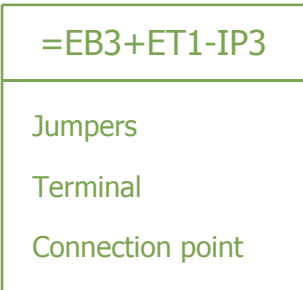 =EB3+ET1-IP3
Jumpers
Terminal
Connection point